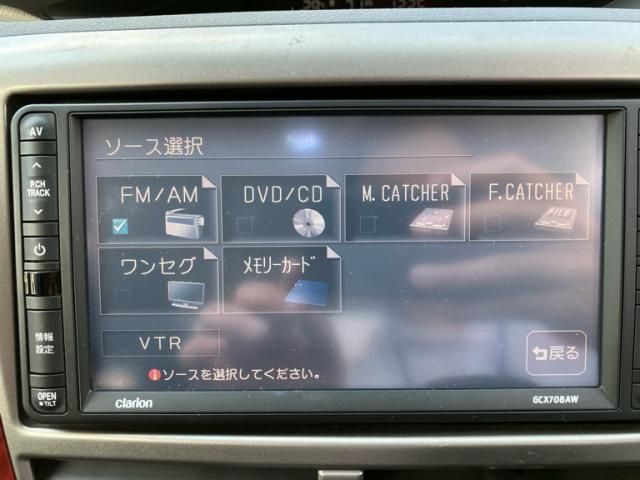 AV
ソース選択
P.CH
TRACK
FM/AM
DVD/CD
M.CATCHER
F.CATCHER
FILE
ワンセグ
メモリーカード
情報
設定
VTR
戻る
ソースを選択してください。
OPEN
TILT
Clarion
GCX708AW